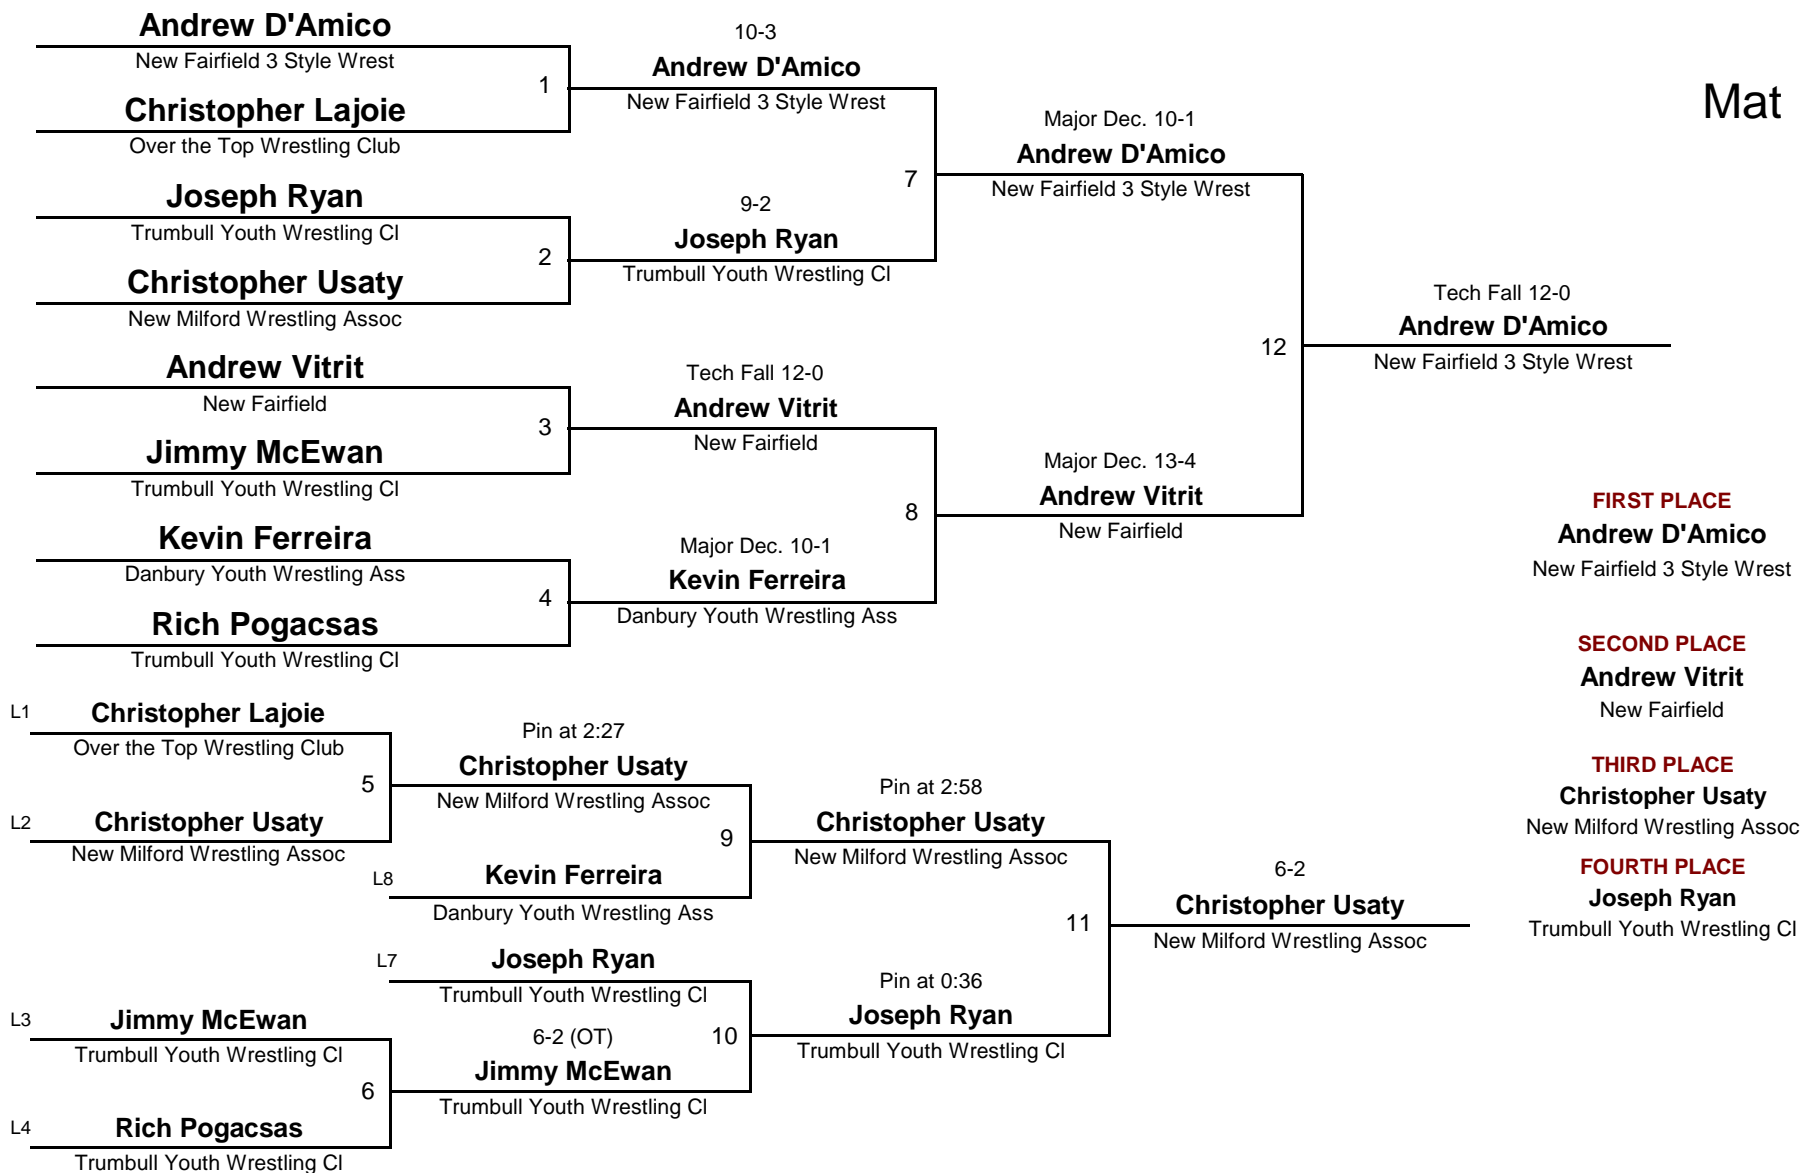 Andrew D'Amico
New Fairfield 3 Style Wrest
1
Christopher Lajoie
Over the Top Wrestling Club
Joseph Ryan
Trumbull Youth Wrestling Cl
2
Christopher Usaty
New Milford Wrestling Assoc
Andrew Vitrit
New Fairfield
3
Jimmy McEwan
Trumbull Youth Wrestling Cl
Kevin Ferreira
Danbury Youth Wrestling Ass
4
Rich Pogacsas
Trumbull Youth Wrestling Cl
10-3
Andrew D'Amico
New Fairfield 3 Style Wrest
7
9-2
Joseph Ryan
Trumbull Youth Wrestling Cl
Tech Fall 12-0
Andrew Vitrit
New Fairfield
8
Major Dec. 10-1
Kevin Ferreira
Danbury Youth Wrestling Ass
Major Dec. 10-1
Andrew D'Amico
New Fairfield 3 Style Wrest
12
Major Dec. 13-4
Andrew Vitrit
New Fairfield
Tech Fall 12-0
Andrew D'Amico
New Fairfield 3 Style Wrest
Mat
FIRST PLACE
Andrew D'Amico
New Fairfield 3 Style Wrest
SECOND PLACE
Andrew Vitrit
New Fairfield
THIRD PLACE
Christopher Usaty
New Milford Wrestling Assoc
FOURTH PLACE
Joseph Ryan
Trumbull Youth Wrestling Cl
L1
Christopher Lajoie
Over the Top Wrestling Club
5
L2
Christopher Usaty
New Milford Wrestling Assoc
L3
Jimmy McEwan
Trumbull Youth Wrestling Cl
6
L4
Rich Pogacsas
Trumbull Youth Wrestling Cl
Pin at 2:27
Christopher Usaty
New Milford Wrestling Assoc
9
L8
Kevin Ferreira
Danbury Youth Wrestling Ass
L7
Joseph Ryan
Trumbull Youth Wrestling Cl
10
6-2 (OT)
Jimmy McEwan
Trumbull Youth Wrestling Cl
Pin at 2:58
Christopher Usaty
New Milford Wrestling Assoc
11
Pin at 0:36
Joseph Ryan
Trumbull Youth Wrestling Cl
6-2
Christopher Usaty
New Milford Wrestling Assoc